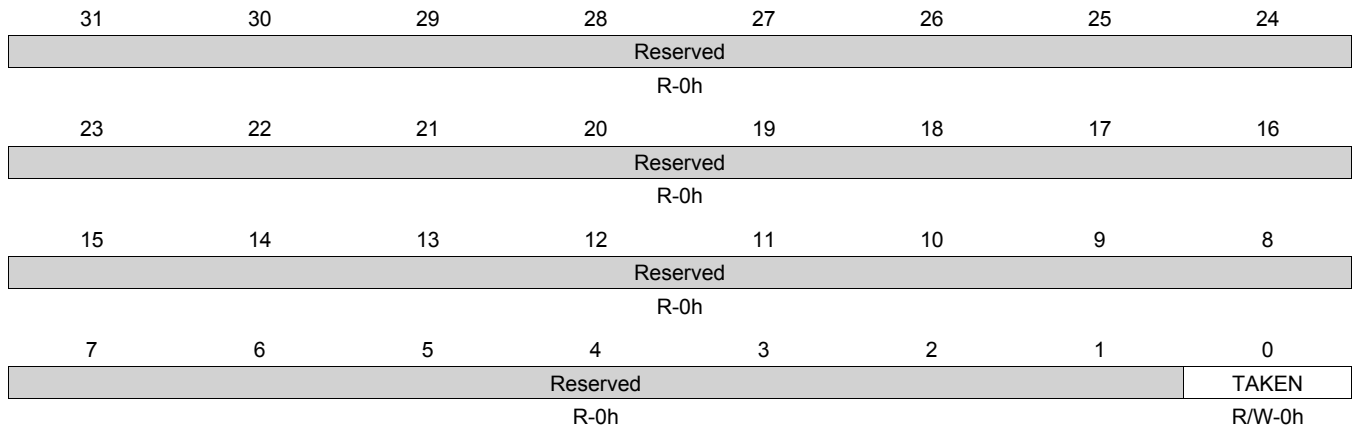 31 30 29 28 27 26 25 24
Reserved
R-0h
23 22 21 20 19 18 17 16
Reserved
R-0h
15 14 13 12 11 10 9 8
Reserved
R-0h
7 6 5 4 3 2 1 0
Reserved TAKEN
R-0h R/W-0h